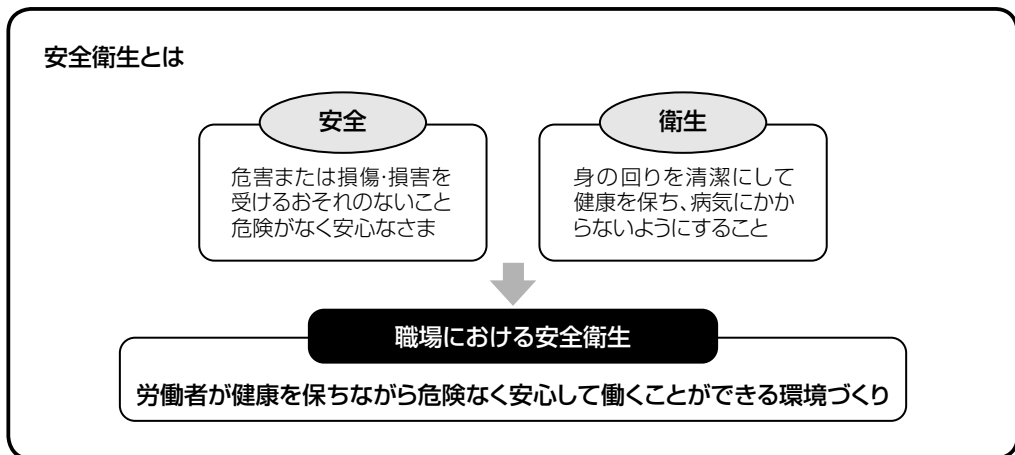 安全衛生とは
安全
危害または損傷・損害を
受けるおそれのないこと
危険がなく安心なさま
衛生
身の回りを清潔にして
健康を保ち、病気にかか
らないようにすること
職場における安全衛生
労働者が健康を保ちながら危険なく安心して働くことができる環境づくり